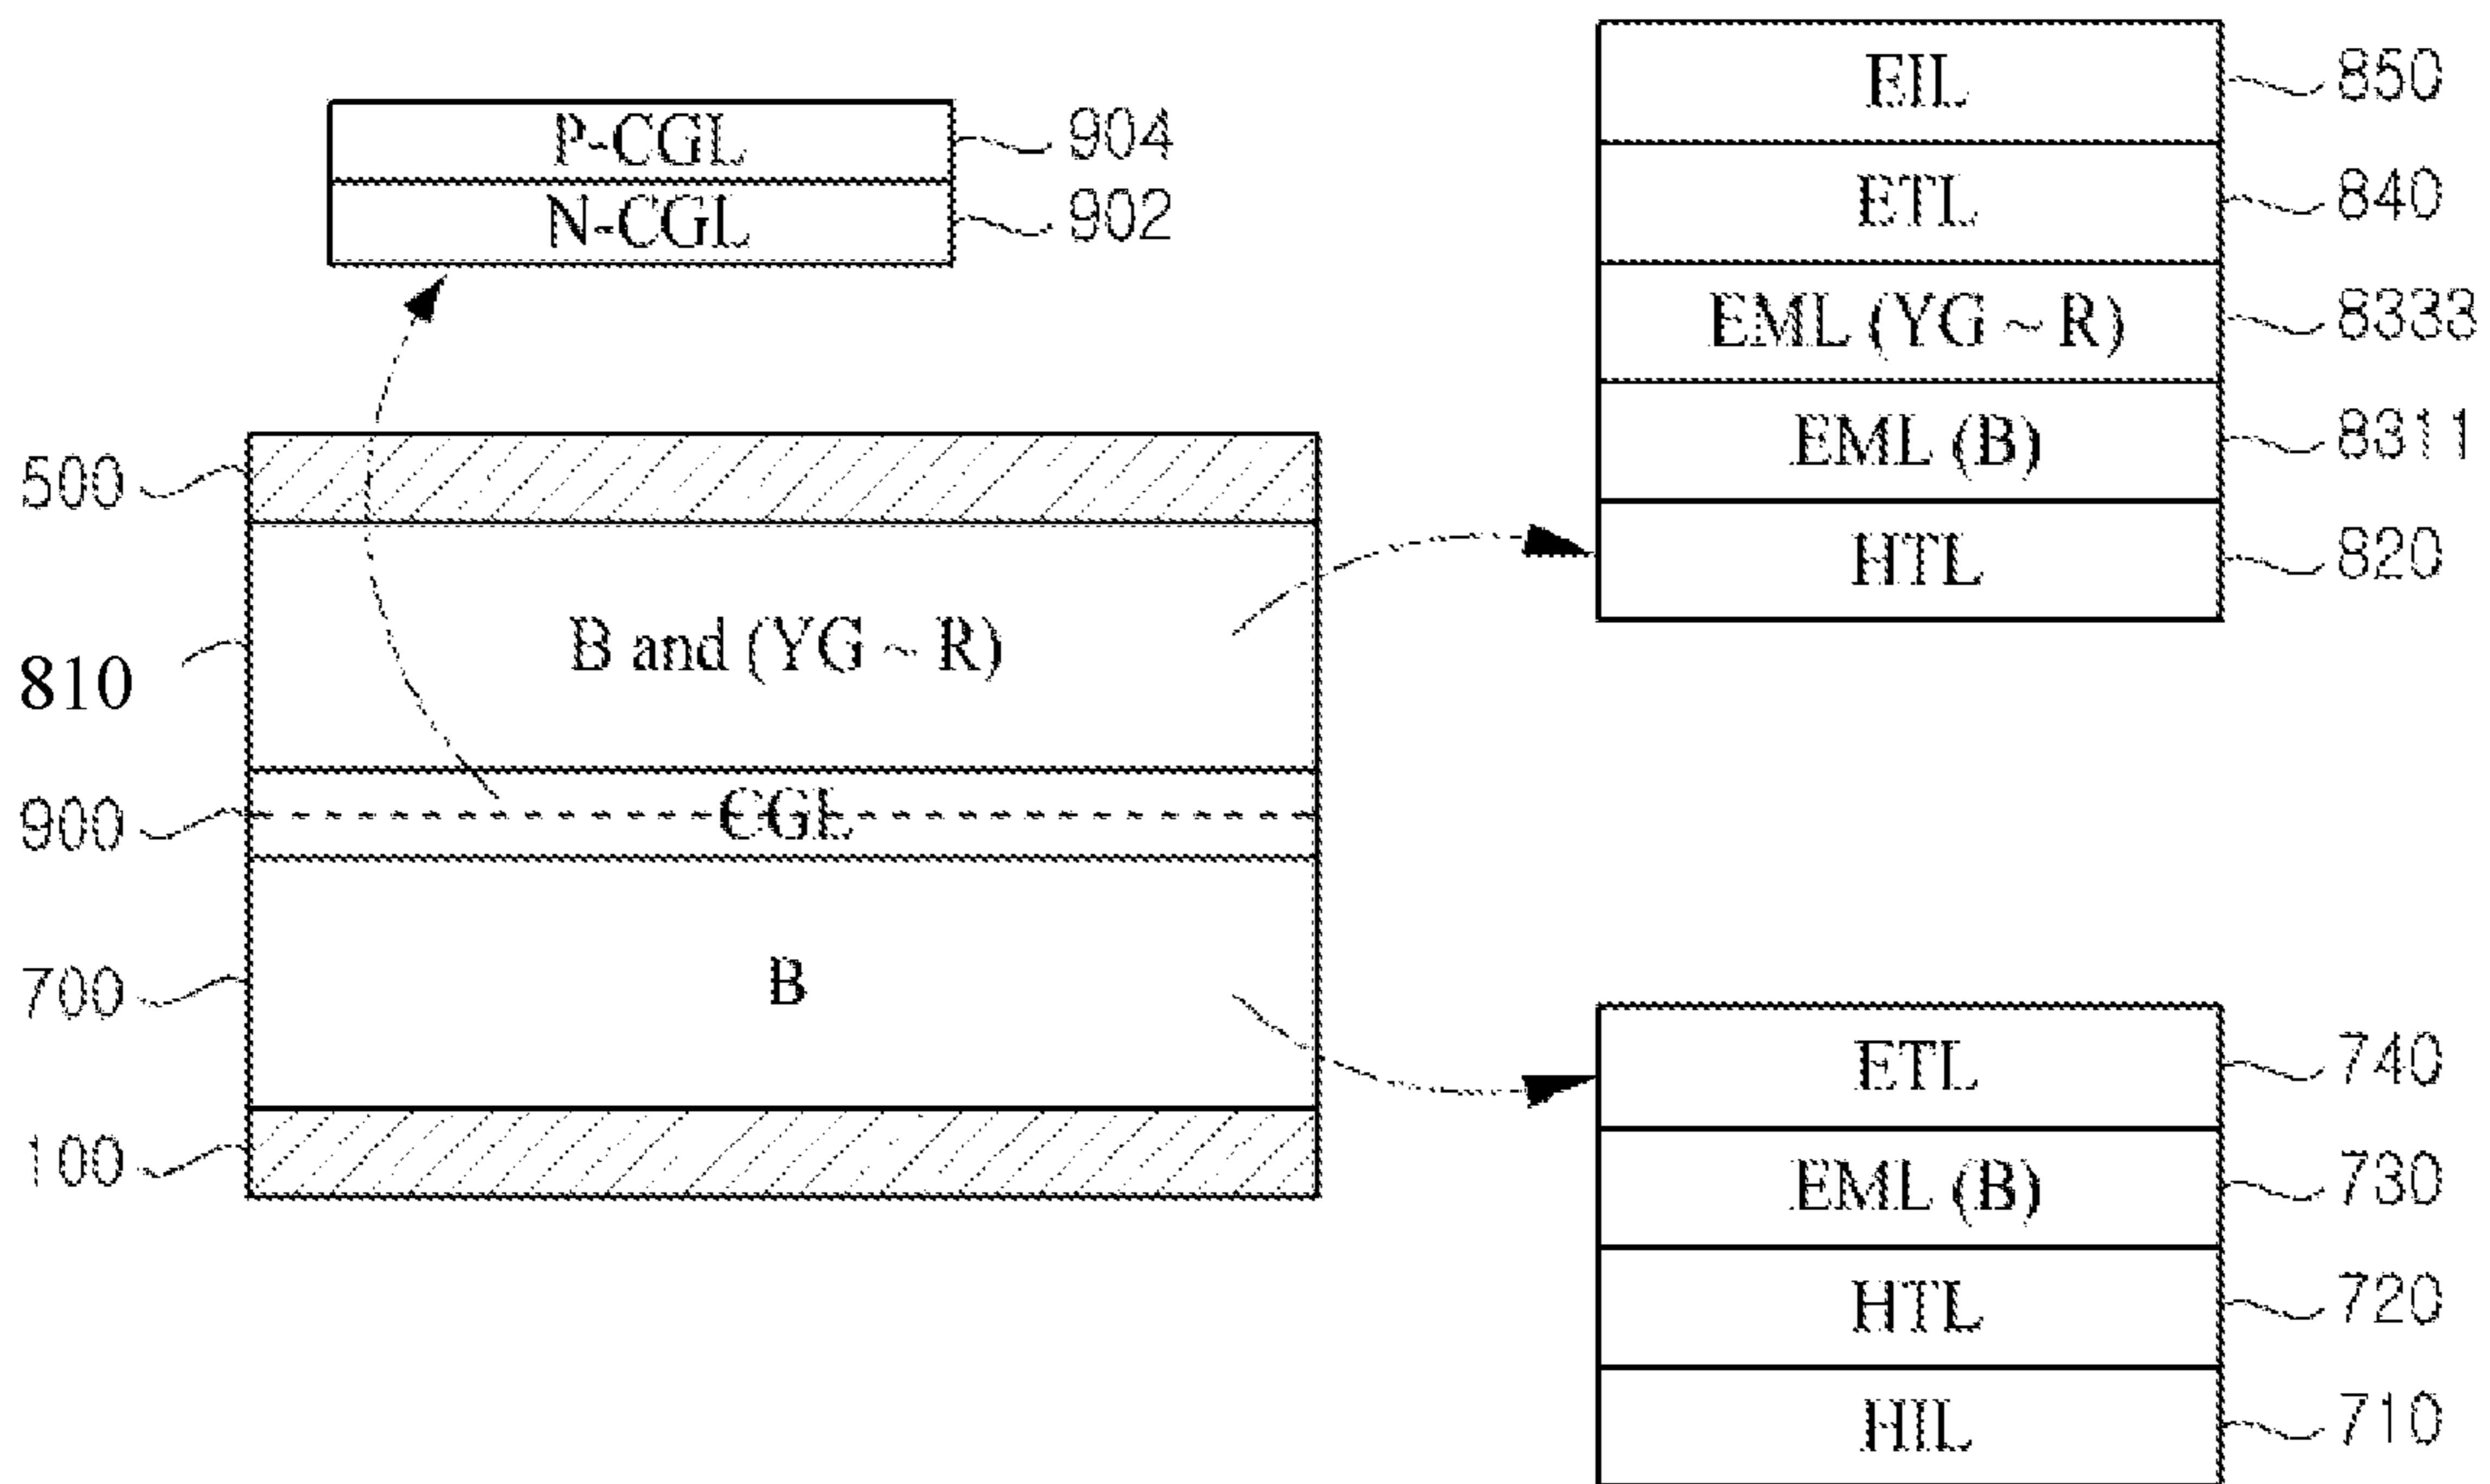 EIL 850
P-CGL 904
ETL 840
N-CGL 902
EML (YG ~ R) 8333
EML (B) 8311
500
HTL 820
B and (YG ~ R)
810
CGL
900
B
700
ETL 740
100
EML (B) 730
HTL 720
HIL 710